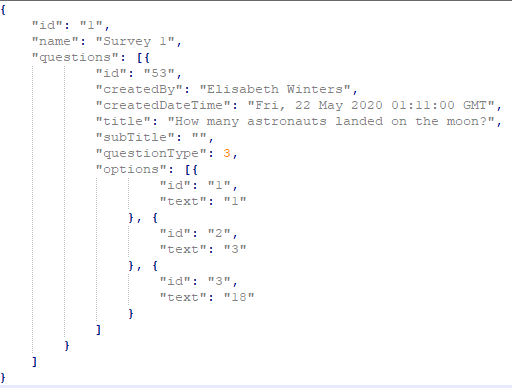 {
    "id": "1",
    "name": "Survey 1",
    "questions": [{
            "id": "53",
            "createdBy": "Elisabeth Winters",
            "createdDateTime": "Fri, 22 May 2020 01:11:00 GMT",
            "title": "How many astronauts landed on the moon?",
            "subTitle": "",
            "questionType": 3,
            "options": [{
                    "id": "1",
                    "text": "1"
                }, {
                    "id": "2",
                    "text": "3"
                }, {
                    "id": "3",
                    "text": "18"
                }
            ]
        }
    ]
}